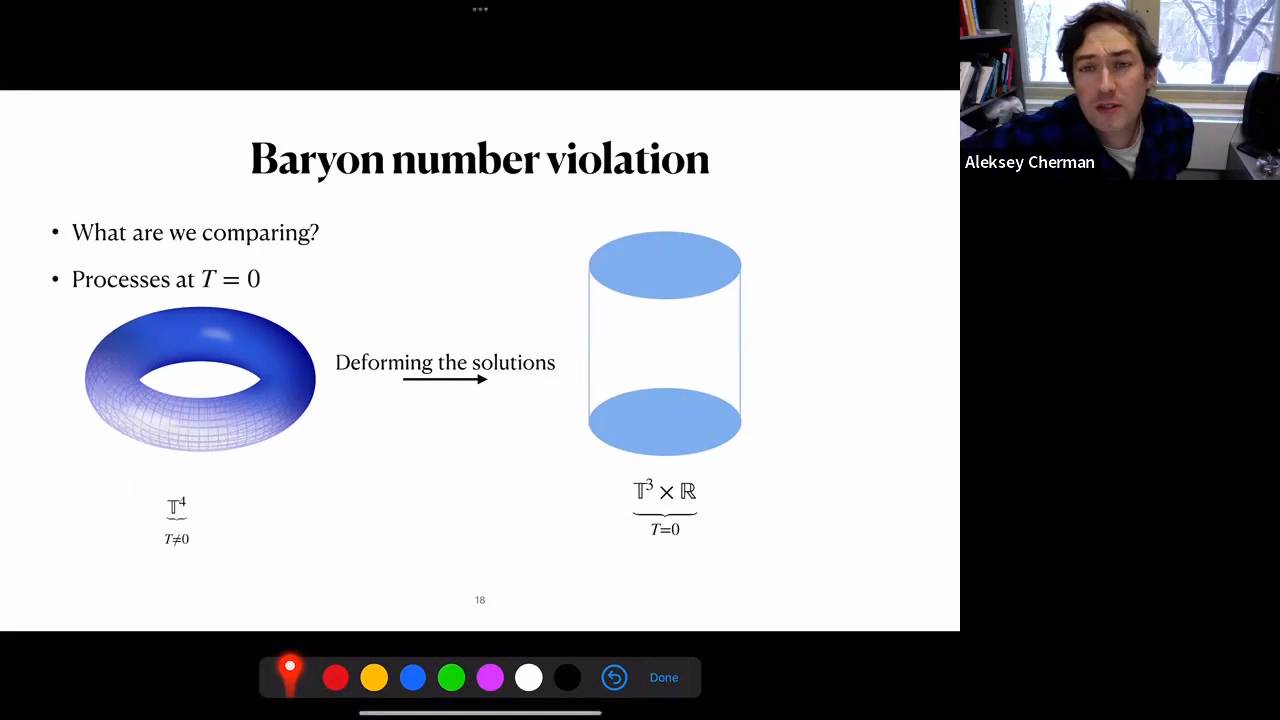 Baryon number violation
• What are we comparing?
• Processes at T = 0
Deforming the solutions
𝕋⁴
T≠0
𝕋³ × ℝ
T=0
18
Aleksey Cherman
Done